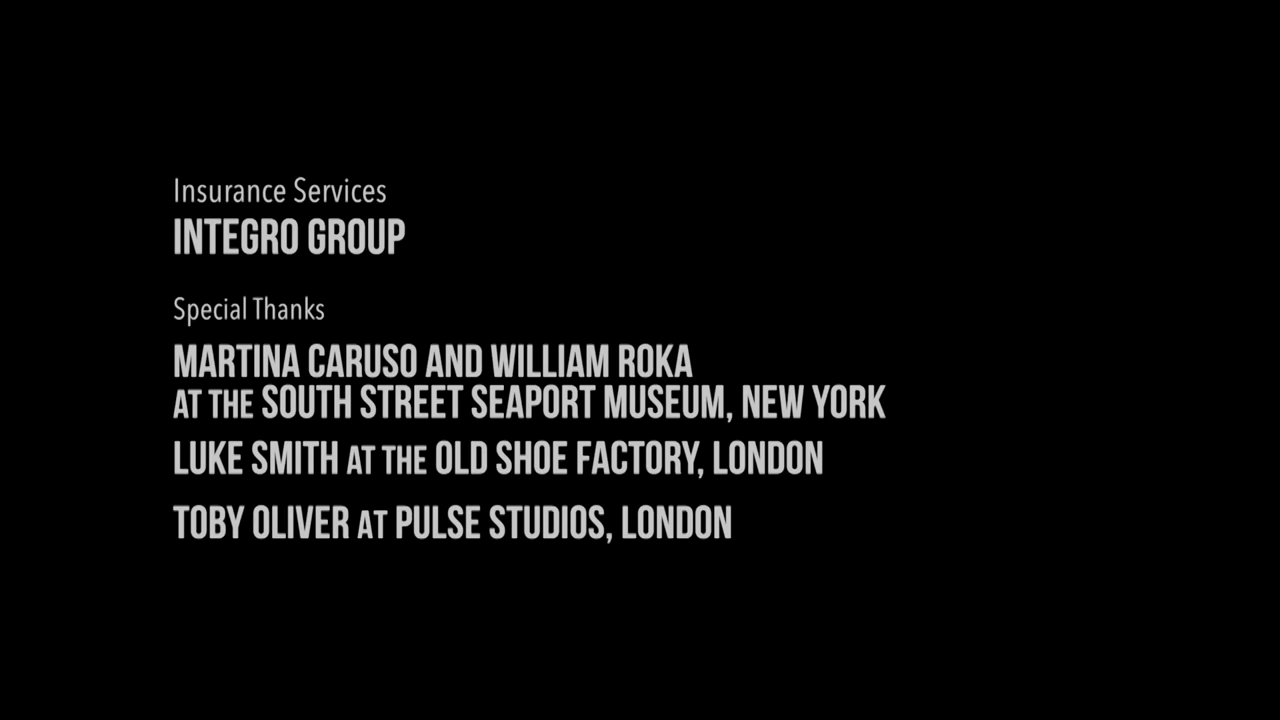 Insurance Services
INTEGRO GROUP
Special Thanks
MARTINA CARUSO AND WILLIAM ROKA
AT THE SOUTH STREET SEAPORT MUSEUM, NEW YORK
LUKE SMITH AT THE OLD SHOE FACTORY, LONDON
TOBY OLIVER AT PULSE STUDIOS, LONDON